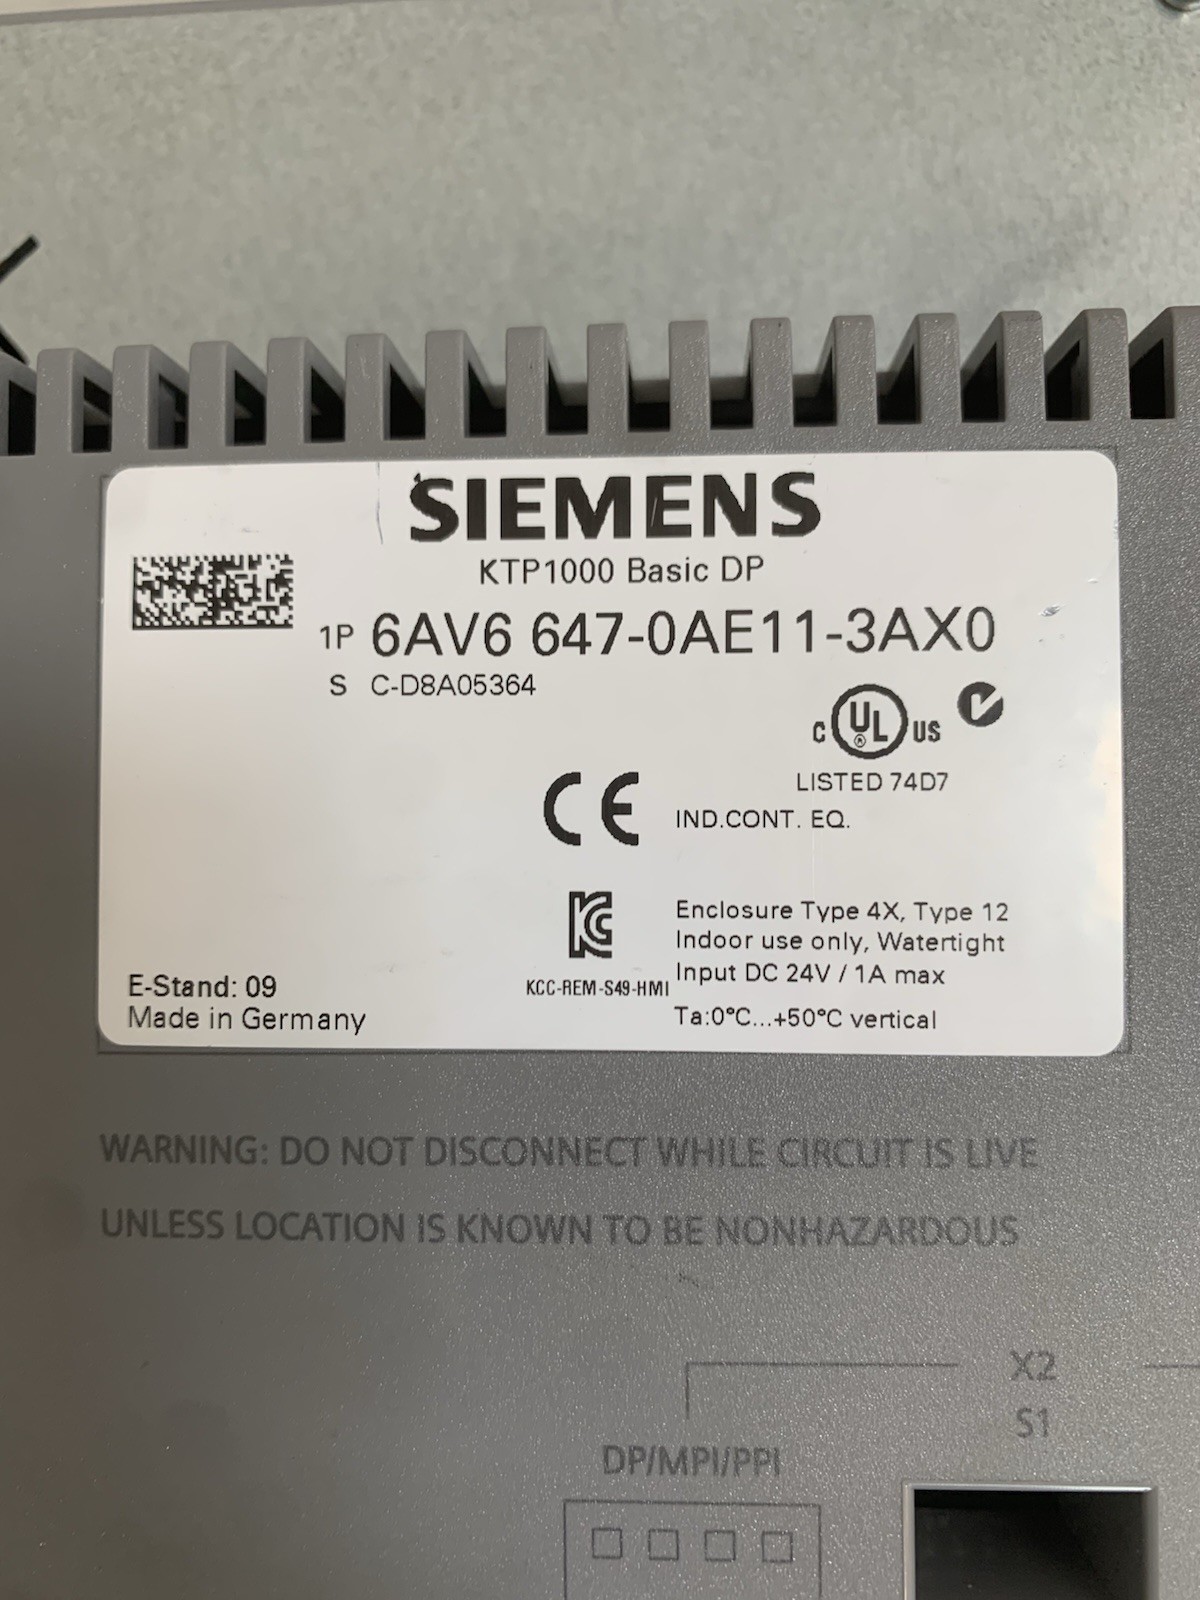 SIEMENS
KTP1000 Basic DP
1P 6AV6 647-0AE11-3AX0
S C-D8A05364
C UL ® US
LISTED 74D7
CE
IND.CONT. EQ.
KC
KCC-REM-S49-HMI
Enclosure Type 4X, Type 12
Indoor use only, Watertight
Input DC 24V / 1A max
Ta:0°C...+50°C vertical
E-Stand: 09
Made in Germany
WARNING: DO NOT DISCONNECT WHILE CIRCUIT IS LIVE
UNLESS LOCATION IS KNOWN TO BE NONHAZARDOUS
X2
S1
DP/MPI/PPI